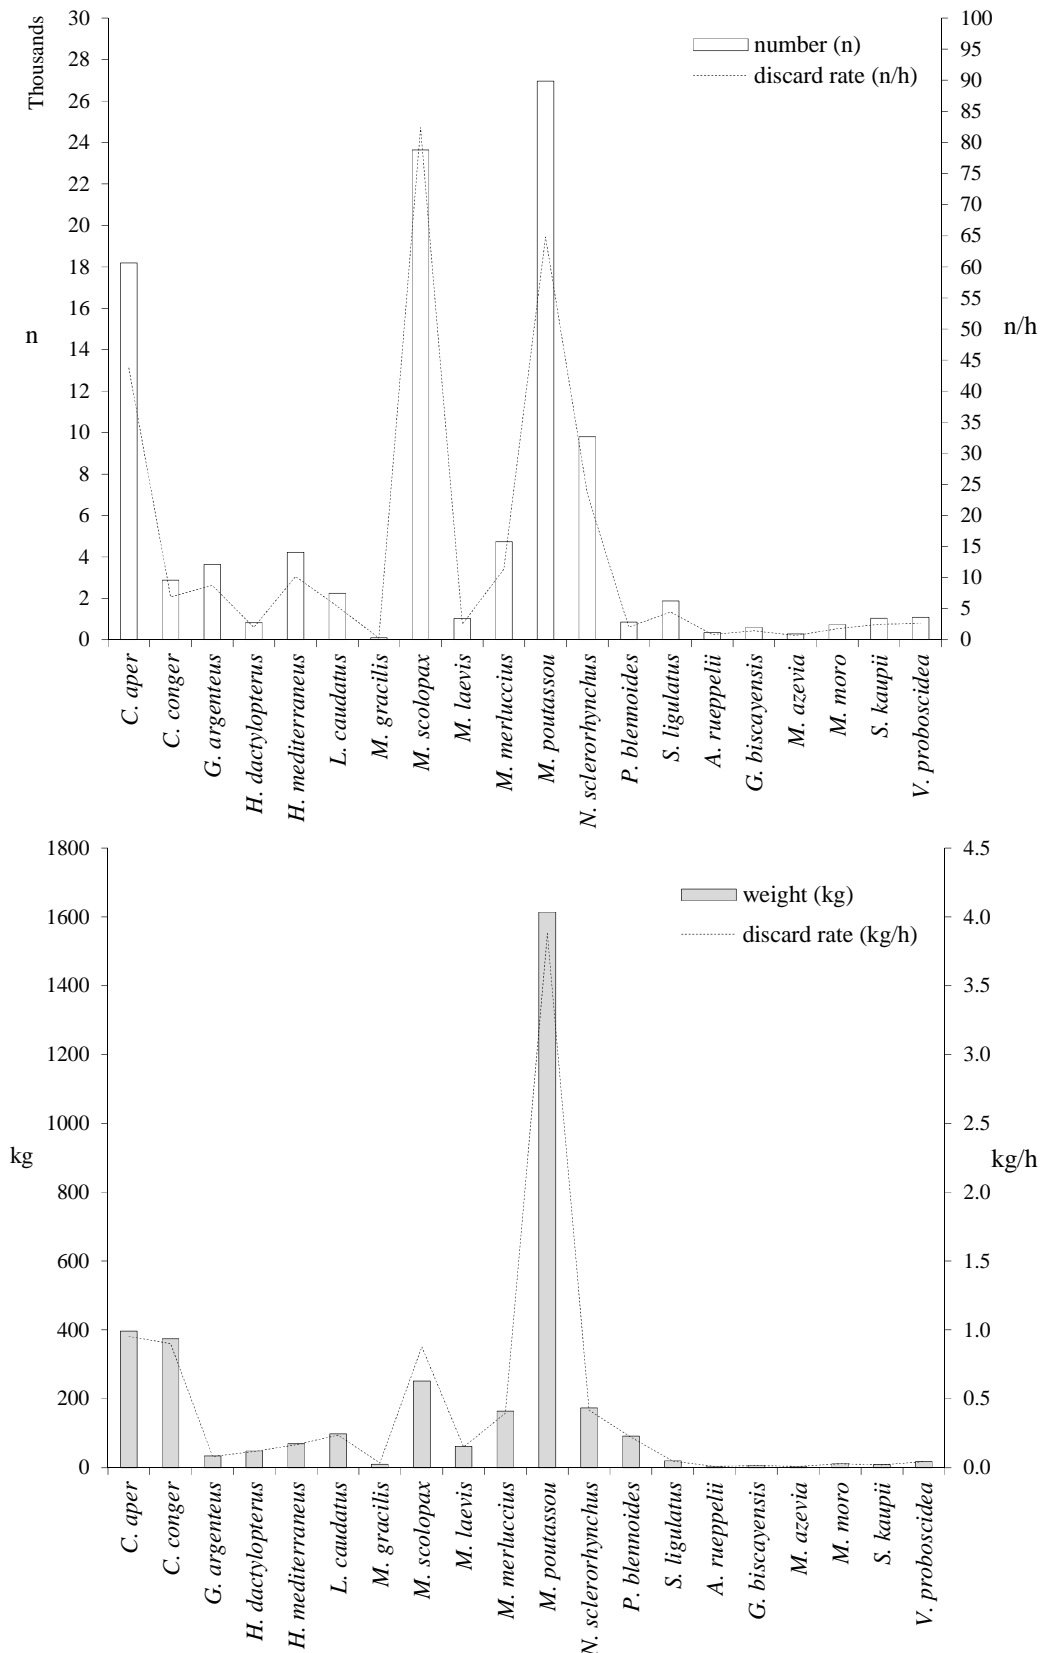 Thousands
30
28
26
24
22
20
18
16
14
12
10
8
6
4
2
0
n
number (n)
discard rate (n/h)
100
95
90
85
80
75
70
65
60
55
50
45
40
35
30
25
20
15
10
5
0
n/h
C. aper
C. conger
G. argenteus
H. dactylopterus
H. mediterraneus
L. caudatus
M. gracilis
M. scolopax
M. laevis
M. merluccius
M. poutassou
N. sclerorhynchus
P. blennoides
S. ligulatus
A. rueppelii
G. biscayensis
M. azevia
M. moro
S. kaupii
V. proboscidea
1800
1600
1400
1200
1000
800
600
400
200
0
kg
weight (kg)
discard rate (kg/h)
4.5
4.0
3.5
3.0
2.5
2.0
1.5
1.0
0.5
0.0
kg/h
C. aper
C. conger
G. argenteus
H. dactylopterus
H. mediterraneus
L. caudatus
M. gracilis
M. scolopax
M. laevis
M. merluccius
M. poutassou
N. sclerorhynchus
P. blennoides
S. ligulatus
A. rueppelii
G. biscayensis
M. azevia
M. moro
S. kaupii
V. proboscidea